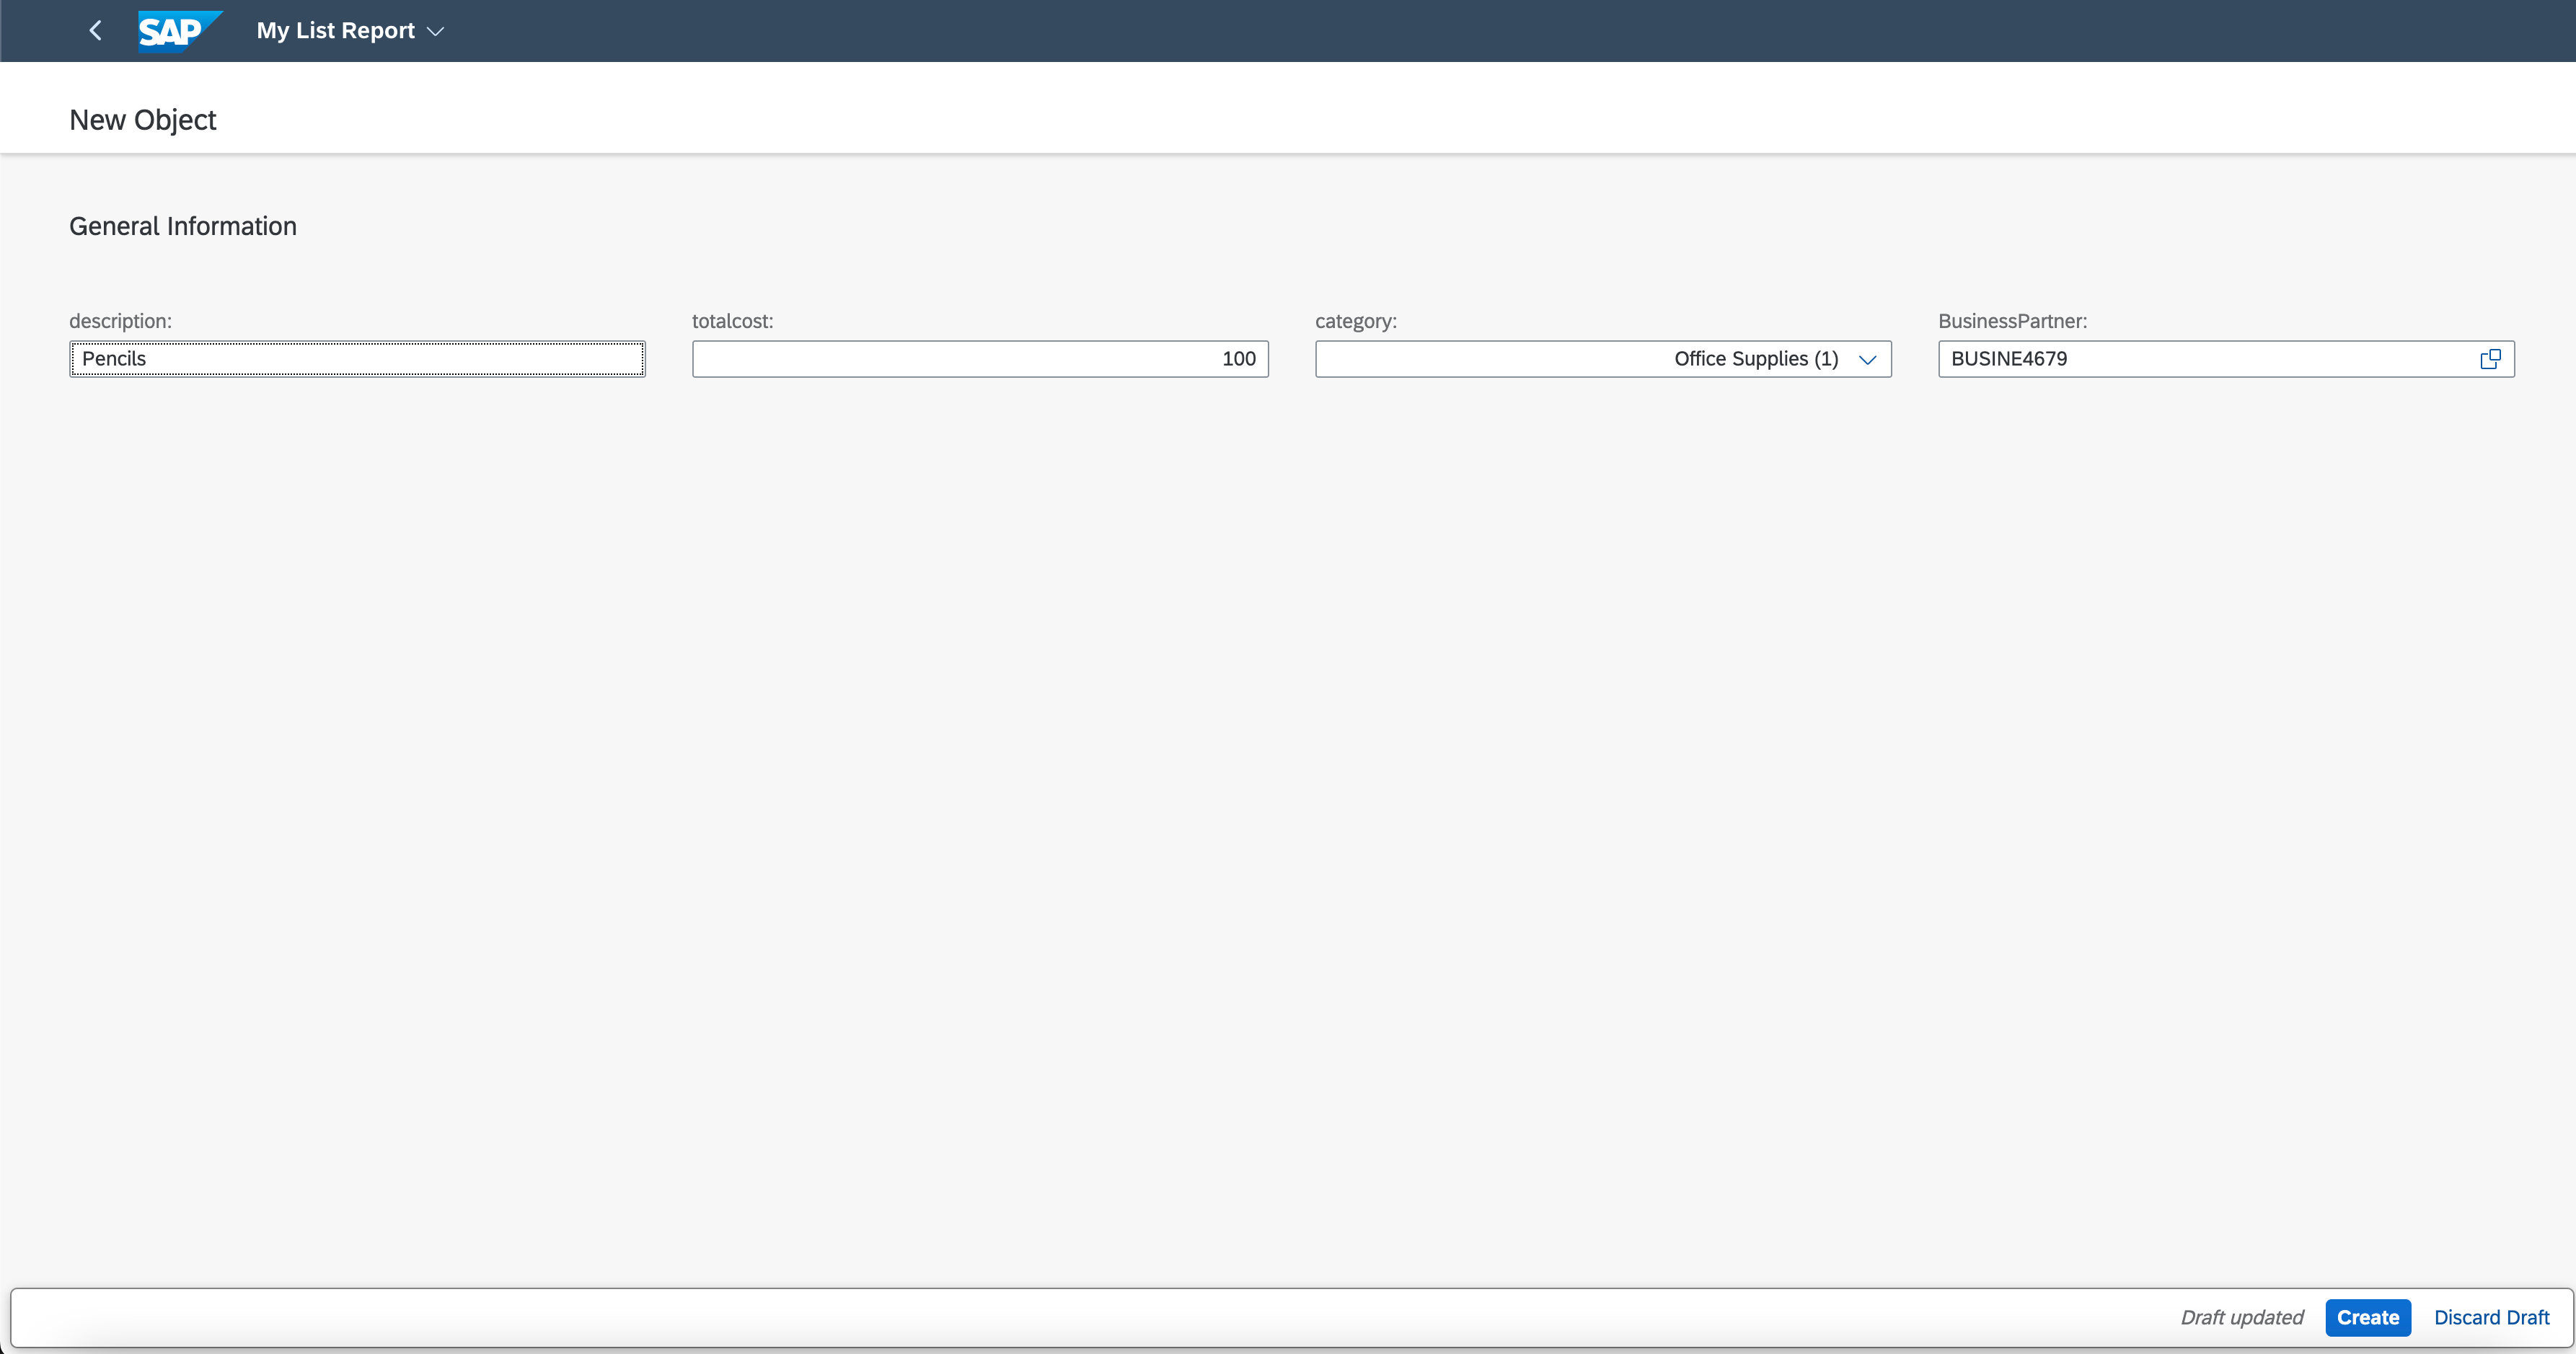 SAP My List Report
New Object
General Information
description: totalcost: category: BusinessPartner:
Pencils 100 Office Supplies (1) BUSINE4679
Draft updated Create Discard Draft